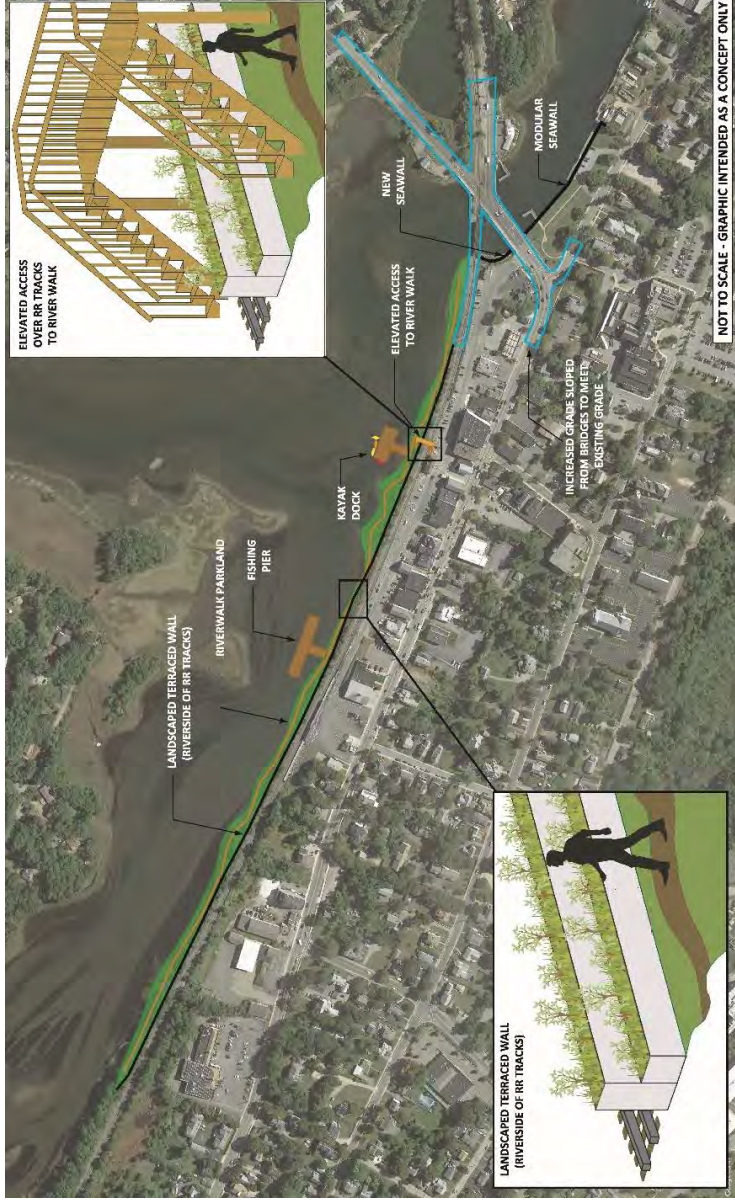 ELEVATED ACCESS
OVER RR TRACKS
TO RIVER WALK
LANDSCAPED TERRACED WALL
(RIVERSIDE OF RR TRACKS)
RIVERWALK PARKLAND
FISHING
PIER
KAYAK
DOCK
ELEVATED ACCESS
TO RIVER WALK
NEW
SEAWALL
MODULAR
SEAWALL
INCREASED GRADE SLOPED
FROM BRIDGES TO MEET
EXISTING GRADE
LANDSCAPED TERRACED WALL
(RIVERSIDE OF RR TRACKS)
NOT TO SCALE - GRAPHIC INTENDED AS A CONCEPT ONLY